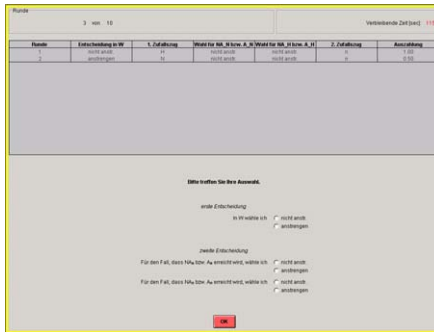 Runde
3 von 10
Verbleibende Zeit [sec]: 115
Runde Entscheidung in W 1. Zufallszug Wahl für NA_N bzw. A_N Wahl für NA_H bzw. A_H 2. Zufallszug Auszahlung
1 nicht anstr H nicht anstr nicht anstr 1.00
2 anstrengen N nicht anstr nicht anstr 0.50
Bitte treffen Sie Ihre Auswahl.
erste Entscheidung
In W wähle ich nicht anstr
anstrengen
zweite Entscheidung
Für den Fall, dass bzw. erreicht wird, wähle ich nicht anstr
anstrengen
Für den Fall, dass bzw. erreicht wird, wähle ich nicht anstr
anstrengen
OK